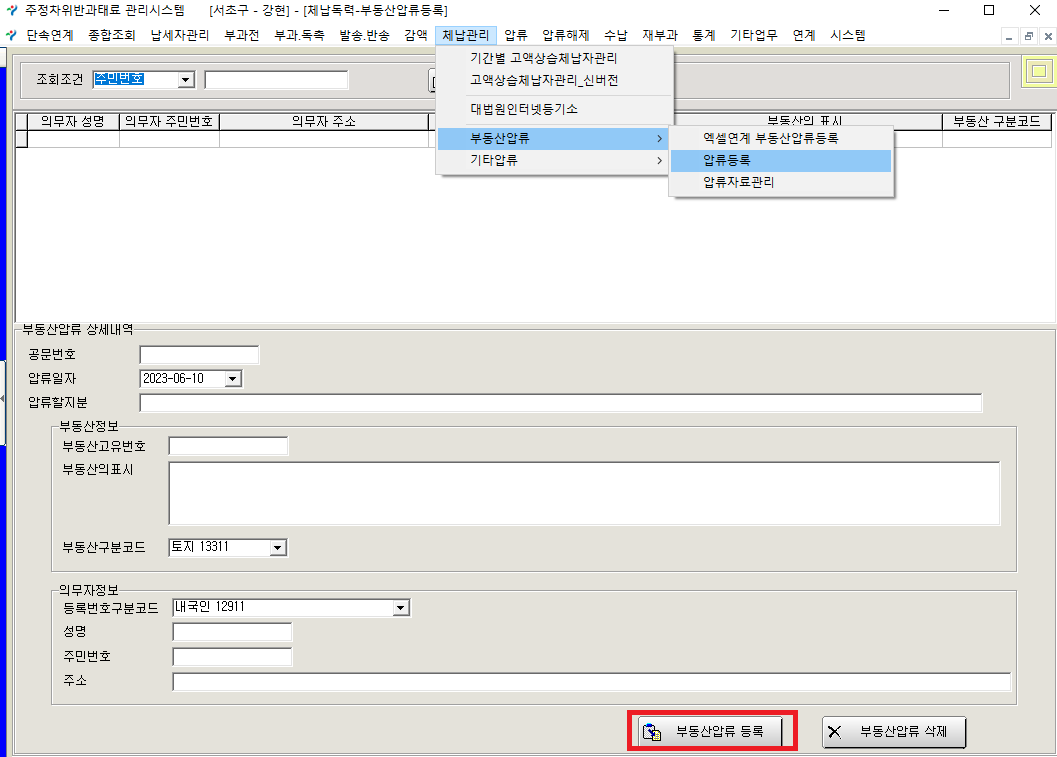 주정차위반과태료 관리시스템 [서초구 - 강현] - [체납독력-부동산압류등록]
단속연계 종합조회 납세자관리 부과전 부과.독촉 발송.반송 감액 체납관리 압류 압류해제 수납 재부과 통계 기타업무 연계 시스템
기간별 고액상습체납자관리
조회조건 주민번호
고액상습체납자관리_신버전
대법원인터넷등기소
의무자 성명 의무자 주민번호 의무자 주소 부동산의 표시 부동산 구분코드
부동산압류 엑셀연계 부동산압류등록
기타압류 압류등록
압류자료관리
부동산압류 상세내역
공문번호
압류일자 2023-06-10
압류할지분
부동산정보
부동산고유번호
부동산의표시
부동산구분코드 토지 13311
의무자정보
등록번호구분코드 내국인 12911
성명
주민번호
주소
부동산압류 등록 부동산압류 삭제